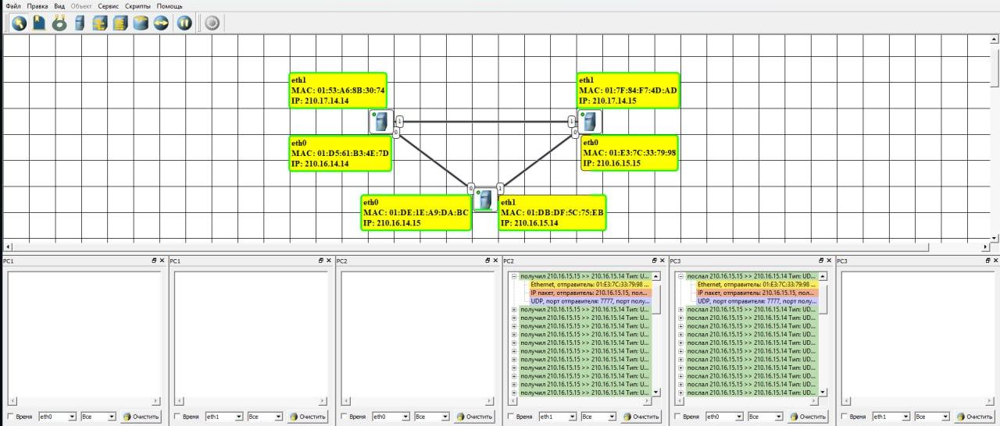 Файл Правка Вид Объект Сервис Скрипты Помощь
eth1
MAC: 01:53:A6:8B:30:74
IP: 210.17.14.14
eth1
MAC: 01:7F:84:F7:4D:AD
IP: 210.17.14.15
1
1
0
0
eth0
MAC: 01:D5:61:B3:4E:7D
IP: 210.16.14.14
eth0
MAC: 01:E3:7C:33:79:98
IP: 210.16.15.15
0
1
eth0
MAC: 01:DE:1E:A9:DA:BC
IP: 210.16.14.15
eth1
MAC: 01:DB:DF:5C:75:EB
IP: 210.16.15.14
PC1
Время eth0 Все Очистить
PC1
Время eth1 Все Очистить
PC2
Время eth0 Все Очистить
PC2
получил 210.16.15.15 >> 210.16.15.14 Тип: U...
Ethernet, отправитель: 01:E3:7C:33:79:98 ...
IP пакет, отправитель: 210.16.15.15, пол...
UDP, порт отправителя: 7777, порт полу...
получил 210.16.15.15 >> 210.16.15.14 Тип: U...
получил 210.16.15.15 >> 210.16.15.14 Тип: U...
получил 210.16.15.15 >> 210.16.15.14 Тип: U...
получил 210.16.15.15 >> 210.16.15.14 Тип: U...
получил 210.16.15.15 >> 210.16.15.14 Тип: U...
получил 210.16.15.15 >> 210.16.15.14 Тип: U...
получил 210.16.15.15 >> 210.16.15.14 Тип: U...
получил 210.16.15.15 >> 210.16.15.14 Тип: U...
получил 210.16.15.15 >> 210.16.15.14 Тип: U...
получил 210.16.15.15 >> 210.16.15.14 Тип: U...
получил 210.16.15.15 >> 210.16.15.14 Тип: U...
Время eth1 Все Очистить
PC3
послал 210.16.15.15 >> 210.16.15.14 Тип: UD...
Ethernet, отправитель: 01:E3:7C:33:79:98 ...
IP пакет, отправитель: 210.16.15.15, пол...
UDP, порт отправителя: 7777, порт полу...
послал 210.16.15.15 >> 210.16.15.14 Тип: UD...
послал 210.16.15.15 >> 210.16.15.14 Тип: UD...
послал 210.16.15.15 >> 210.16.15.14 Тип: UD...
послал 210.16.15.15 >> 210.16.15.14 Тип: UD...
послал 210.16.15.15 >> 210.16.15.14 Тип: UD...
послал 210.16.15.15 >> 210.16.15.14 Тип: UD...
послал 210.16.15.15 >> 210.16.15.14 Тип: UD...
послал 210.16.15.15 >> 210.16.15.14 Тип: UD...
послал 210.16.15.15 >> 210.16.15.14 Тип: UD...
послал 210.16.15.15 >> 210.16.15.14 Тип: UD...
послал 210.16.15.15 >> 210.16.15.14 Тип: UD...
Время eth0 Все Очистить
PC3
Время eth1 Все Очистить